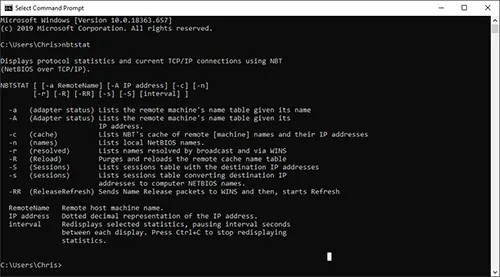 Select Command Prompt
Microsoft Windows [Version 10.0.18363.657]
(c) 2019 Microsoft Corporation. All rights reserved.
C:\Users\Chris>nbtstat
Displays protocol statistics and current TCP/IP connections using NBT
(NetBIOS over TCP/IP).
NBTSTAT [ [-a RemoteName] [-A IP address] [-c] [-n]
[-r] [-R] [-RR] [-s] [-S] [interval] ]
-a (adapter status) Lists the remote machine's name table given its name
-A (Adapter status) Lists the remote machine's name table given its
IP address.
-c (cache) Lists NBT's cache of remote [machine] names and their IP addresses
-n (names) Lists local NetBIOS names.
-r (resolved) Lists names resolved by broadcast and via WINS
-R (Reload) Purges and reloads the remote cache name table
-S (Sessions) Lists sessions table with the destination IP addresses
-s (sessions) Lists sessions table converting destination IP
addresses to computer NETBIOS names.
-RR (ReleaseRefresh) Sends Name Release packets to WINS and then, starts Refresh
RemoteName Remote host machine name.
IP address Dotted decimal representation of the IP address.
interval Redisplays selected statistics, pausing interval seconds
between each display. Press Ctrl+C to stop redisplaying
statistics.
C:\Users\Chris>